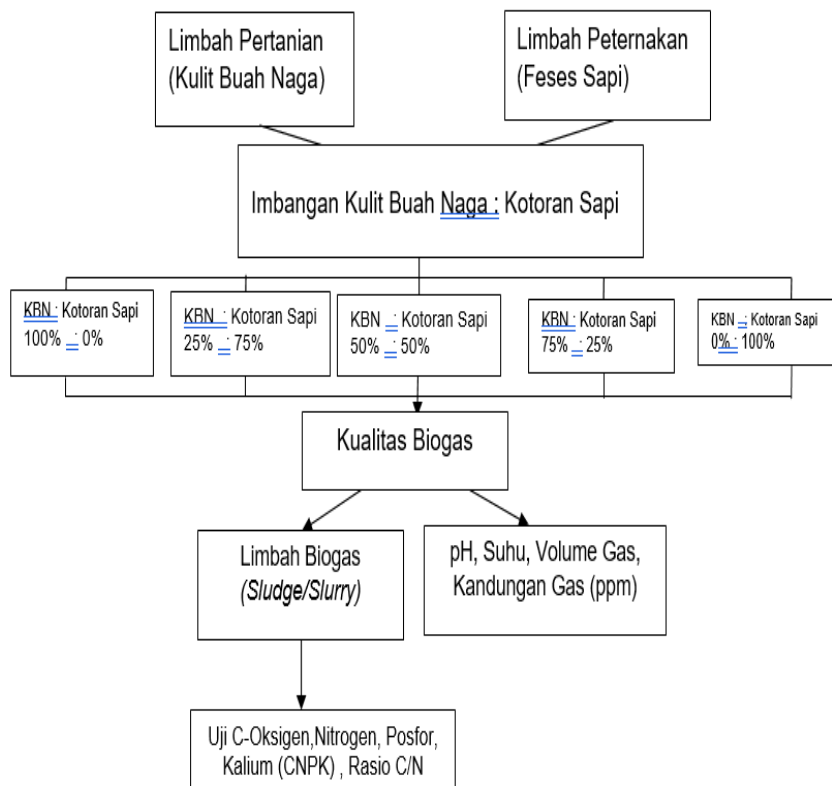 Limbah Pertanian
(Kulit Buah Naga)
Limbah Peternakan
(Feses Sapi)
Imbangan Kulit Buah Naga : Kotoran Sapi
KBN : Kotoran Sapi
100% : 0%
KBN : Kotoran Sapi
25% : 75%
KBN : Kotoran Sapi
50% : 50%
KBN : Kotoran Sapi
75% : 25%
KBN : Kotoran Sapi
0% : 100%
Kualitas Biogas
Limbah Biogas
(Sludge/Slurry)
pH, Suhu, Volume Gas,
Kandungan Gas (ppm)
Uji C-Oksigen,Nitrogen, Posfor,
Kalium (CNPK) , Rasio C/N